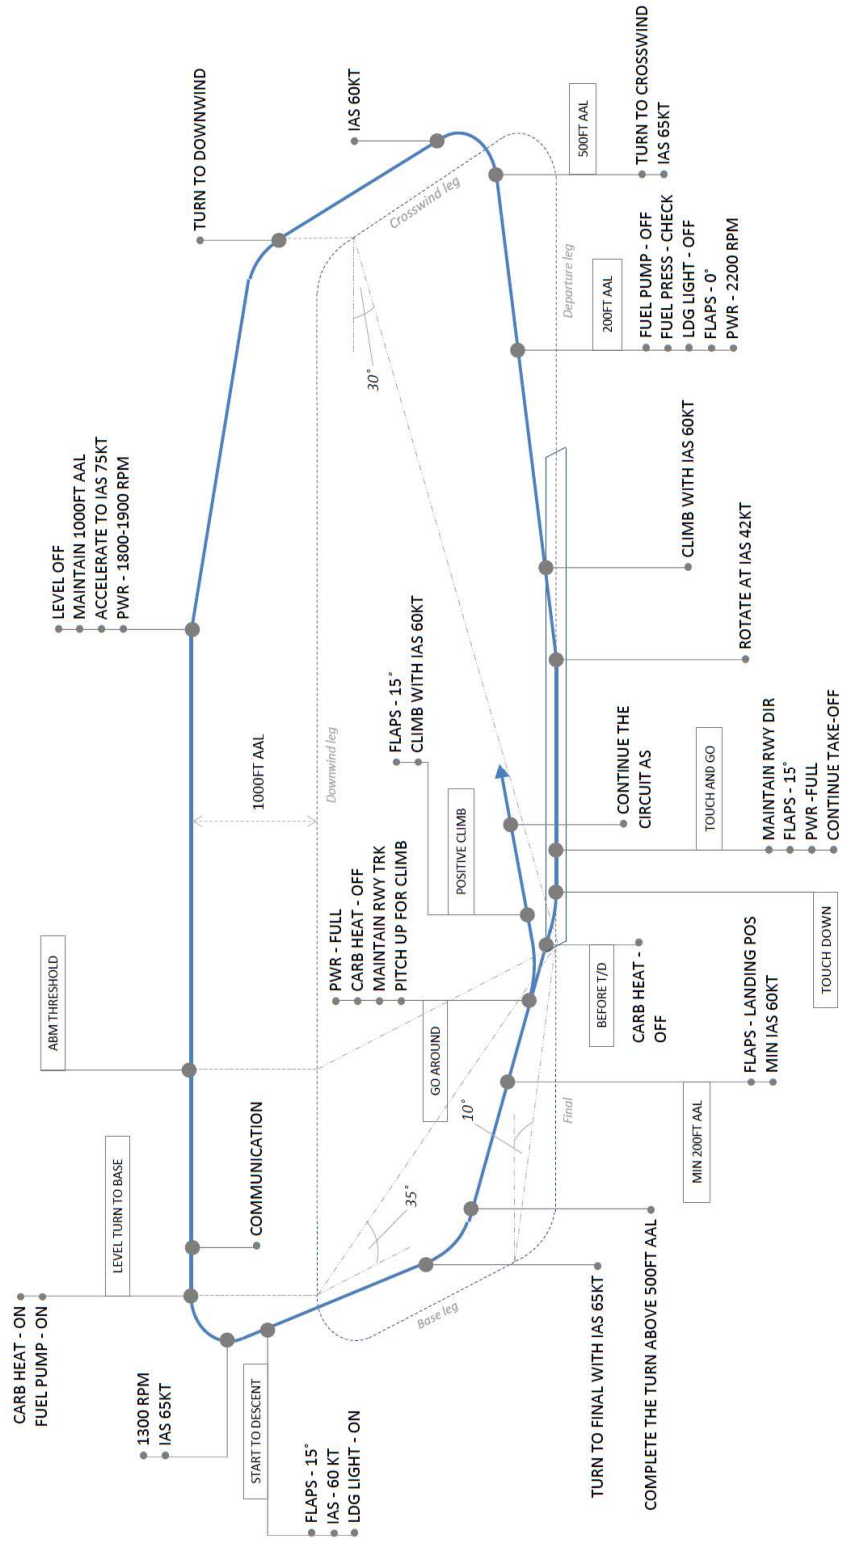 CARB HEAT - ON
FUEL PUMP - ON
LEVEL TURN TO BASE
COMMUNICATION
ABM THRESHOLD
1000FT AAL
LEVEL OFF
MAINTAIN 1000FT AAL
ACCELERATE TO IAS 75KT
PWR - 1800-1900 RPM
TURN TO DOWNWIND
IAS 60KT
1300 RPM
IAS 65KT
START TO DESCENT
FLAPS - 15°
IAS - 60 KT
LDG LIGHT - ON
Base leg
35°
Downwind leg
30°
Crosswind leg
PWR - FULL
CARB HEAT - OFF
MAINTAIN RWY TRK
PITCH UP FOR CLIMB
GO AROUND
FLAPS - 15°
CLIMB WITH IAS 60KT
POSITIVE CLIMB
10°
Final
Departure leg
TURN TO FINAL WITH IAS 65KT
COMPLETE THE TURN ABOVE 500FT AAL
MIN 200FT AAL
FLAPS - LANDING POS
MIN IAS 60KT
BEFORE T/D
CARB HEAT -
OFF
TOUCH DOWN
CONTINUE THE
CIRCUIT AS
TOUCH AND GO
MAINTAIN RWY DIR
FLAPS - 15°
PWR -FULL
CONTINUE TAKE-OFF
ROTATE AT IAS 42KT
CLIMB WITH IAS 60KT
200FT AAL
FUEL PUMP - OFF
FUEL PRESS - CHECK
LDG LIGHT - OFF
FLAPS - 0°
PWR - 2200 RPM
500FT AAL
TURN TO CROSSWIND
IAS 65KT